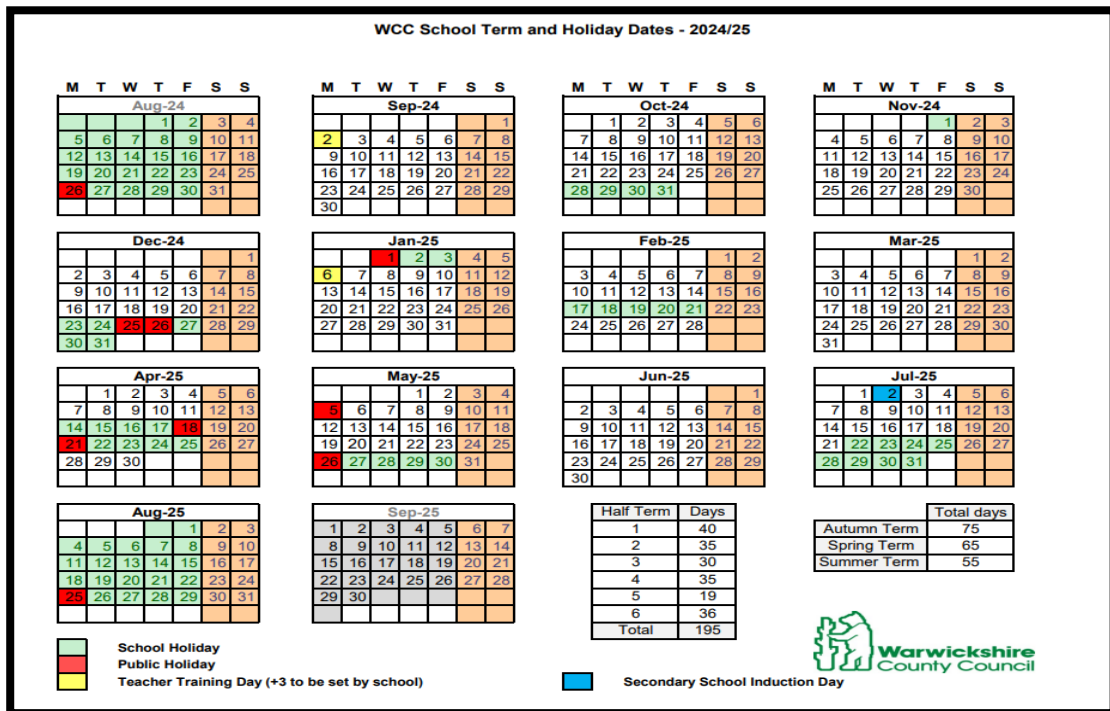 WCC School Term and Holiday Dates - 2024/25
M T W T F S S
Aug-24
1 2 3 4
5 6 7 8 9 10 11
12 13 14 15 16 17 18
19 20 21 22 23 24 25
26 27 28 29 30 31
M T W T F S S
Sep-24
1
2 3 4 5 6 7 8
9 10 11 12 13 14 15
16 17 18 19 20 21 22
23 24 25 26 27 28 29
30
M T W T F S S
Oct-24
1 2 3 4 5 6
7 8 9 10 11 12 13
14 15 16 17 18 19 20
21 22 23 24 25 26 27
28 29 30 31
M T W T F S S
Nov-24
1 2 3
4 5 6 7 8 9 10
11 12 13 14 15 16 17
18 19 20 21 22 23 24
25 26 27 28 29 30
Dec-24
1
2 3 4 5 6 7 8
9 10 11 12 13 14 15
16 17 18 19 20 21 22
23 24 25 26 27 28 29
30 31
Jan-25
1 2 3 4 5
6 7 8 9 10 11 12
13 14 15 16 17 18 19
20 21 22 23 24 25 26
27 28 29 30 31
Feb-25
1 2
3 4 5 6 7 8 9
10 11 12 13 14 15 16
17 18 19 20 21 22 23
24 25 26 27 28
Mar-25
1 2
3 4 5 6 7 8 9
10 11 12 13 14 15 16
17 18 19 20 21 22 23
24 25 26 27 28 29 30
31
Apr-25
1 2 3 4 5 6
7 8 9 10 11 12 13
14 15 16 17 18 19 20
21 22 23 24 25 26 27
28 29 30
May-25
1 2 3 4
5 6 7 8 9 10 11
12 13 14 15 16 17 18
19 20 21 22 23 24 25
26 27 28 29 30 31
Jun-25
1
2 3 4 5 6 7 8
9 10 11 12 13 14 15
16 17 18 19 20 21 22
23 24 25 26 27 28 29
30
Jul-25
1 2 3 4 5 6
7 8 9 10 11 12 13
14 15 16 17 18 19 20
21 22 23 24 25 26 27
28 29 30 31
Aug-25
1 2 3
4 5 6 7 8 9 10
11 12 13 14 15 16 17
18 19 20 21 22 23 24
25 26 27 28 29 30 31
Sep-25
1 2 3 4 5 6 7
8 9 10 11 12 13 14
15 16 17 18 19 20 21
22 23 24 25 26 27 28
29 30
Half Term Days
1 40
2 35
3 30
4 35
5 19
6 36
Total 195
Total days
Autumn Term 75
Spring Term 65
Summer Term 55
School Holiday
Public Holiday
Teacher Training Day (+3 to be set by school)
Secondary School Induction Day
Warwickshire
County Council